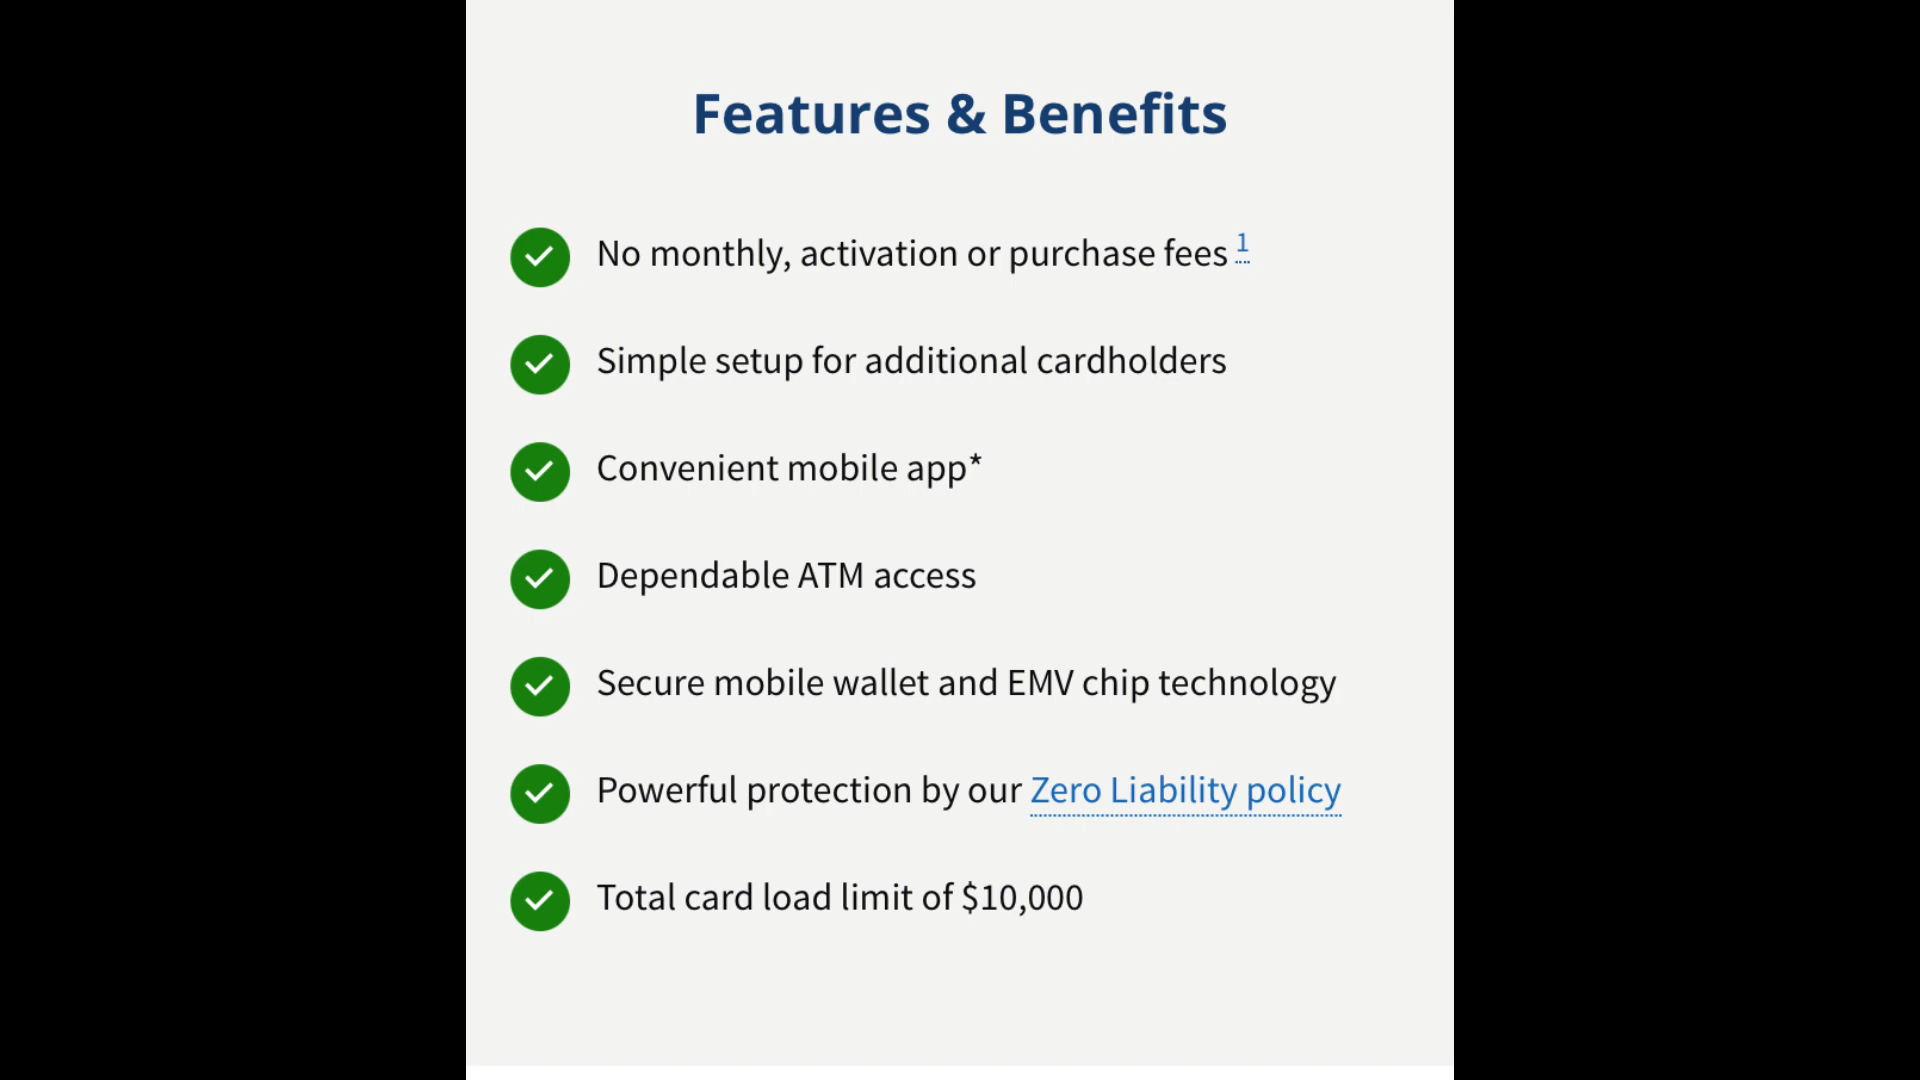 Features & Benefits
No monthly, activation or purchase fees 1
Simple setup for additional cardholders
Convenient mobile app*
Dependable ATM access
Secure mobile wallet and EMV chip technology
Powerful protection by our Zero Liability policy
Total card load limit of $10,000